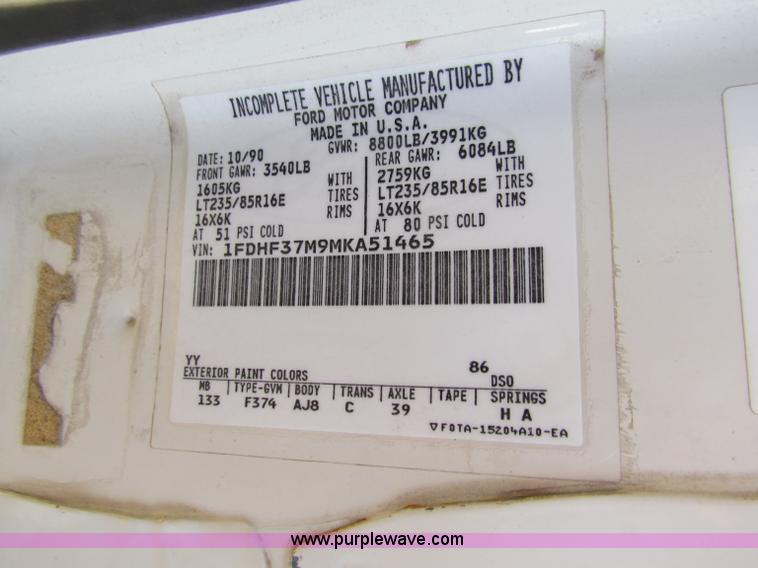 INCOMPLETE VEHICLE MANUFACTURED BY
FORD MOTOR COMPANY
MADE IN U.S.A.
DATE: 10/90 GVWR: 8800LB/3991KG
FRONT GAWR: 3540LB REAR GAWR: 6084LB
1605KG WITH 2759KG WITH
LT235/85R16E TIRES LT235/85R16E TIRES
16X6K RIMS 16X6K RIMS
AT 51 PSI COLD AT 80 PSI COLD
VIN: 1FDHF37M9MKA51465
YY 86
EXTERIOR PAINT COLORS DSO
WB TYPE-GVW BODY TRANS AXLE TAPE SPRINGS
133 F374 AJ8 C 39 H A
▽F0TA-15204A10-EA
www.purplewave.com